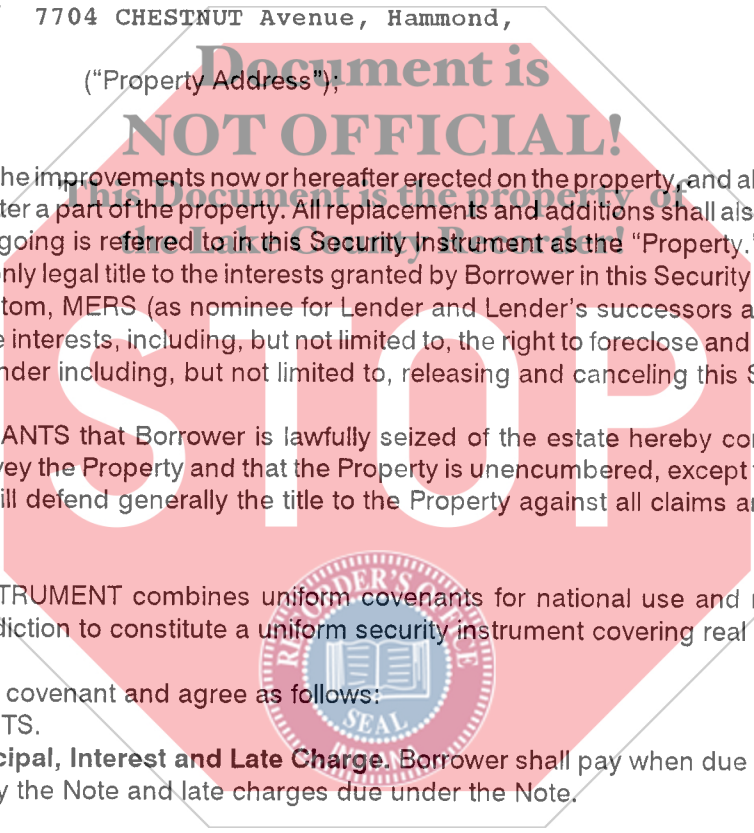 7704 CHESTNUT Avenue, Hammond,
Document is
("Property Address");
NOT OFFICIAL!
he improvements now or hereafter erected on the property, and al
This Document is the property of
ter a part of the property. All replacements and additions shall als
going is referred to in this Security Instrument as the “Property.”
the Lake County Recorder!
only legal title to the interests granted by Borrower in this Security
tom, MERS (as nominee for Lender and Lender's successors a
e interests, including, but not limited to, the right to foreclose and
nder including, but not limited to, releasing and canceling this S
STOP
ANTS that Borrower is lawfully seized of the estate hereby co
vey the Property and that the Property is unencumbered, except
ill defend generally the title to the Property against all claims a
TRUMENT combines uniform covenants for national use and
diction to constitute a uniform security instrument covering real
RECORDER'S OFFICE
covenant and agree as follows:
SEAL
TS.
INDIANA
cipal, Interest and Late Charge. Borrower shall pay when due
y the Note and late charges due under the Note.